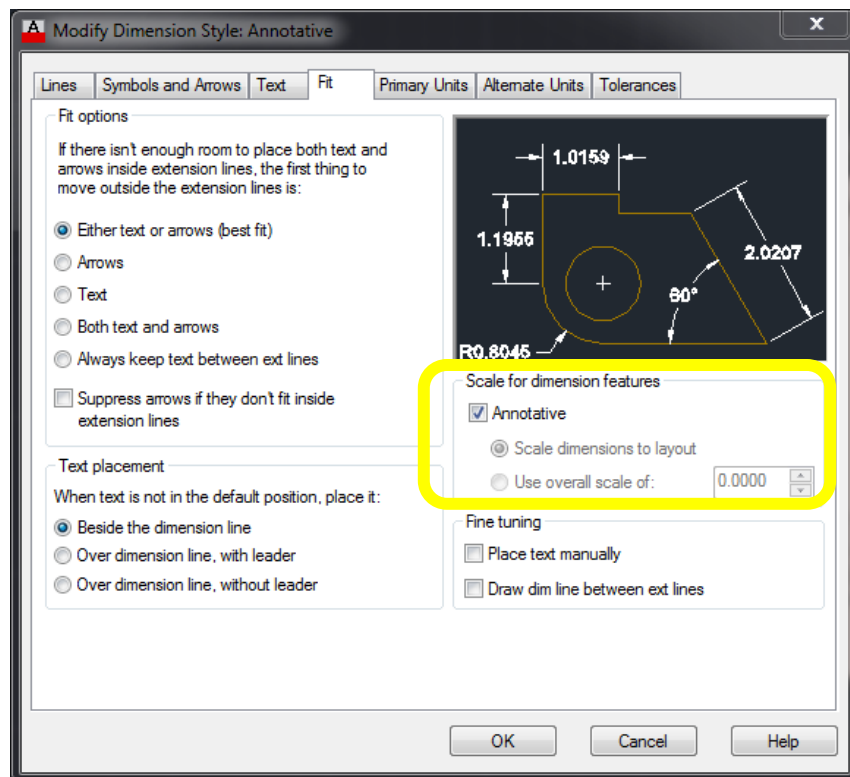 Modify Dimension Style: Annotative
X
Lines Symbols and Arrows Text Fit Primary Units Alternate Units Tolerances
Fit options
If there isn't enough room to place both text and
arrows inside extension lines, the first thing to
move outside the extension lines is:
Either text or arrows (best fit)
Arrows
Text
Both text and arrows
Always keep text between ext lines
Suppress arrows if they don't fit inside
extension lines
Text placement
When text is not in the default position, place it:
Beside the dimension line
Over dimension line, with leader
Over dimension line, without leader
1.0159
1.1955
2.0207
60°
R0.8045
Scale for dimension features
Annotative
Scale dimensions to layout
Use overall scale of: 0.0000
Fine tuning
Place text manually
Draw dim line between ext lines
OK Cancel Help